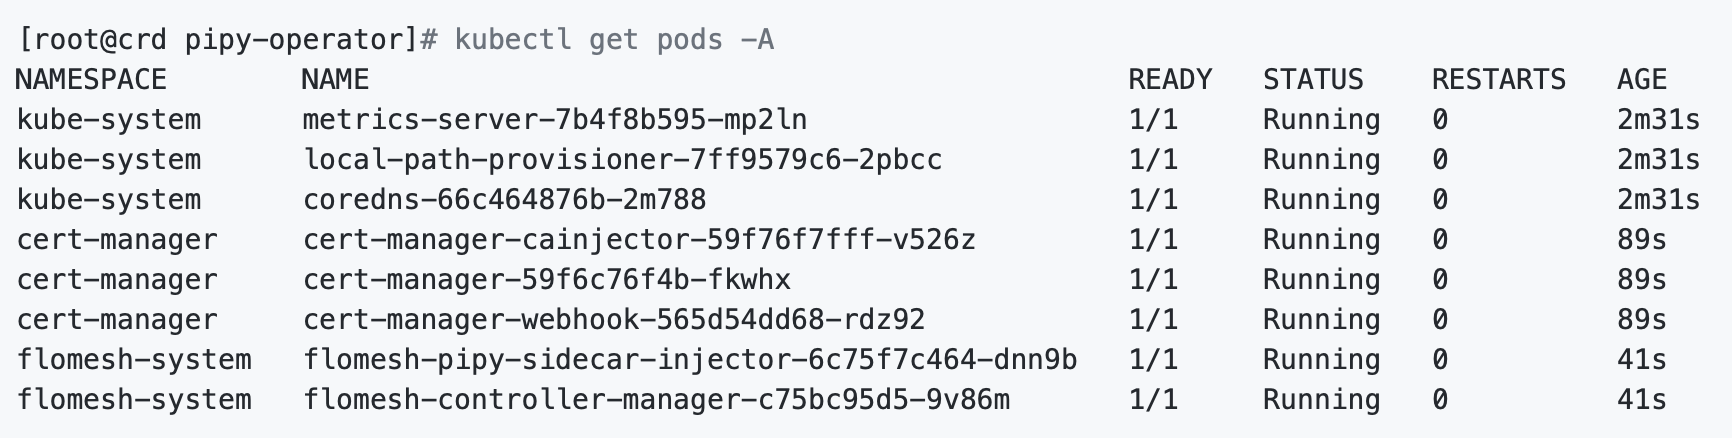 [root@crd pipy-operator]# kubectl get pods -A
NAMESPACE        NAME                                              READY   STATUS    RESTARTS   AGE
kube-system      metrics-server-7b4f8b595-mp2ln                    1/1     Running   0          2m31s
kube-system      local-path-provisioner-7ff9579c6-2pbcc            1/1     Running   0          2m31s
kube-system      coredns-66c464876b-2m788                          1/1     Running   0          2m31s
cert-manager     cert-manager-cainjector-59f76f7fff-v526z          1/1     Running   0          89s
cert-manager     cert-manager-59f6c76f4b-fkwhx                     1/1     Running   0          89s
cert-manager     cert-manager-webhook-565d54dd68-rdz92             1/1     Running   0          89s
flomesh-system   flomesh-pipy-sidecar-injector-6c75f7c464-dnn9b    1/1     Running   0          41s
flomesh-system   flomesh-controller-manager-c75bc95d5-9v86m        1/1     Running   0          41s